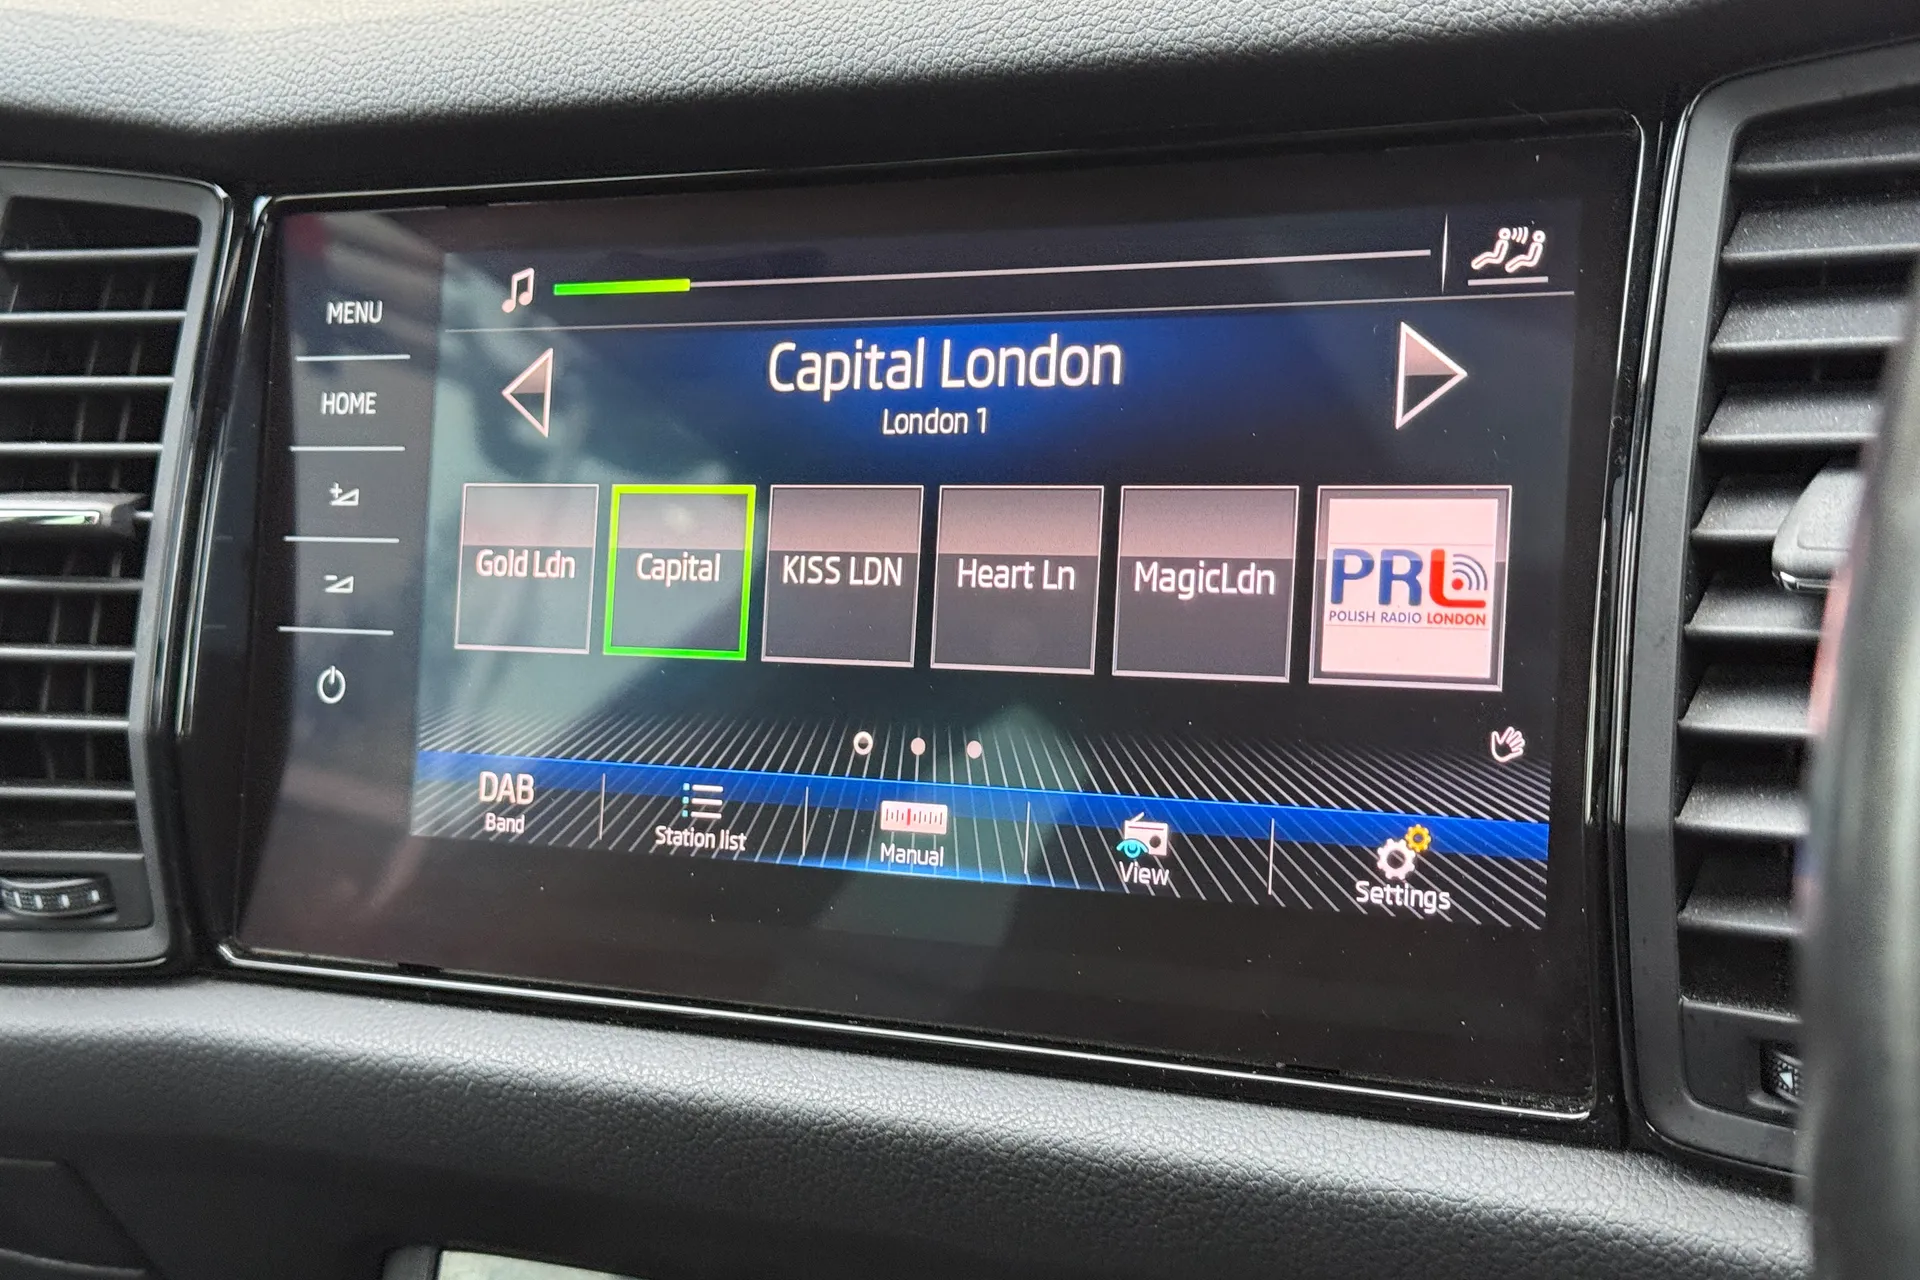 MENU
HOME
Capital London
London 1
Gold Ldn
Capital
KISS LDN
Heart Ln
MagicLdn
PRL
POLISH RADIO LONDON
DAB
Band
Station list
Manual
View
Settings